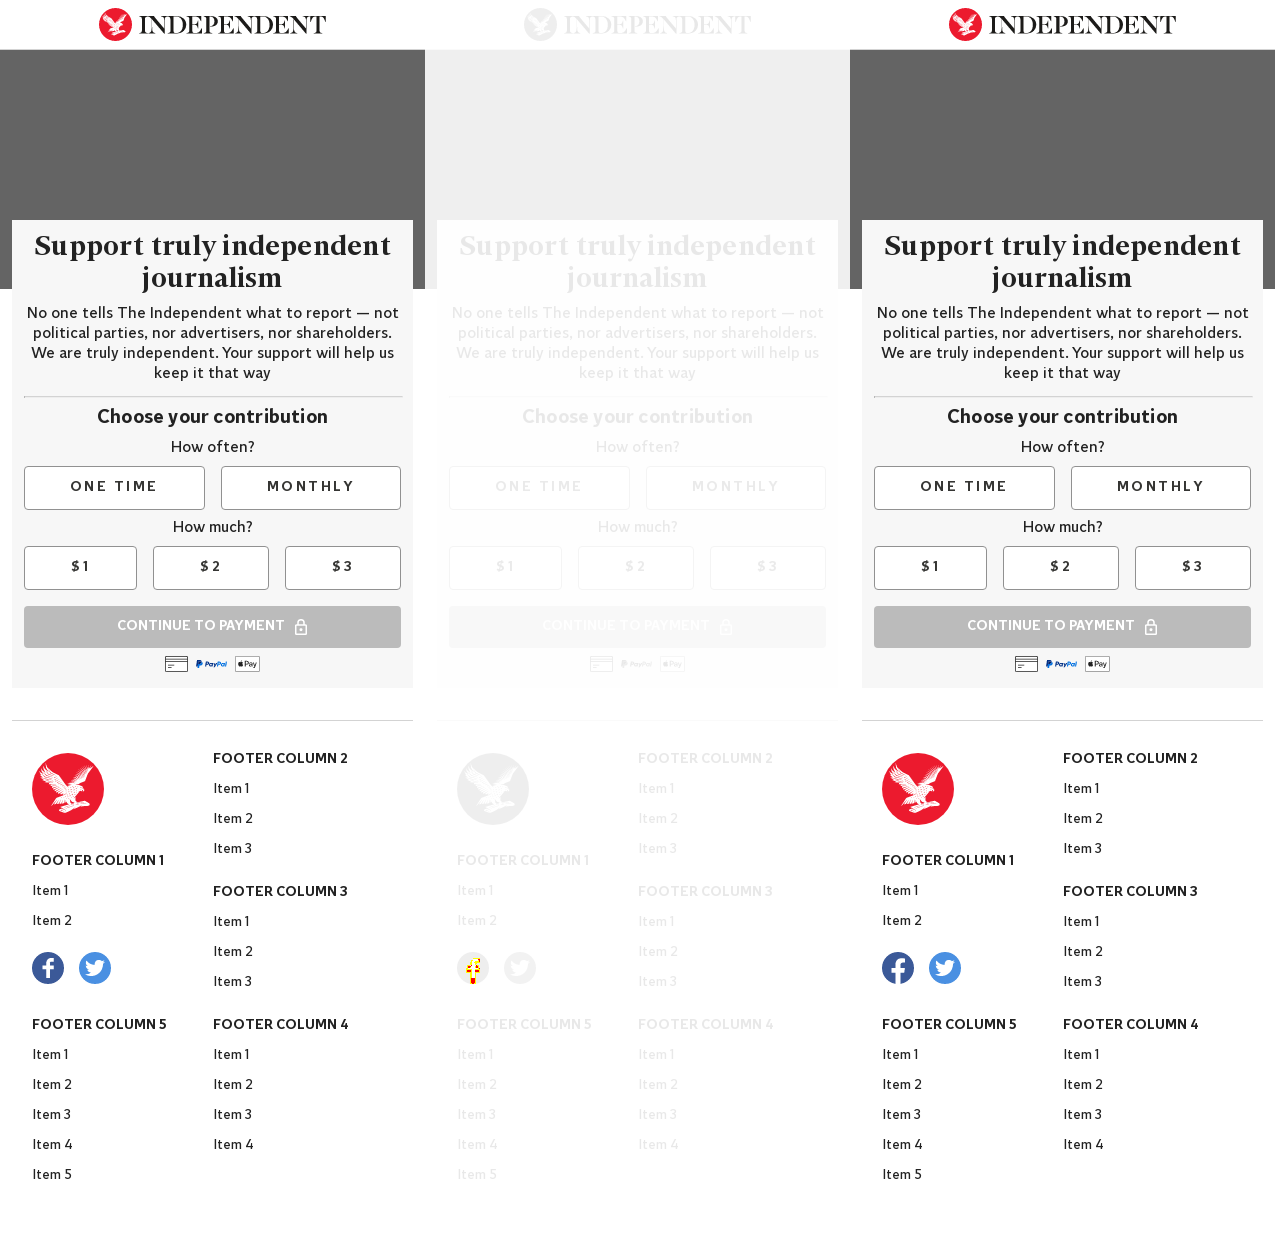 INDEPENDENT
Support truly independent
journalism
No one tells The Independent what to report — not
political parties, nor advertisers, nor shareholders.
We are truly independent. Your support will help us
keep it that way
Choose your contribution
How often?
ONE TIME
MONTHLY
How much?
$1
$2
$3
CONTINUE TO PAYMENT
PayPal
Pay
FOOTER COLUMN 1
Item 1
Item 2
FOOTER COLUMN 2
Item 1
Item 2
Item 3
FOOTER COLUMN 3
Item 1
Item 2
Item 3
FOOTER COLUMN 5
Item 1
Item 2
Item 3
Item 4
Item 5
FOOTER COLUMN 4
Item 1
Item 2
Item 3
Item 4
INDEPENDENT
Support truly independent
journalism
No one tells The Independent what to report — not
political parties, nor advertisers, nor shareholders.
We are truly independent. Your support will help us
keep it that way
Choose your contribution
How often?
ONE TIME
MONTHLY
How much?
$1
$2
$3
CONTINUE TO PAYMENT
PayPal
Pay
FOOTER COLUMN 1
Item 1
Item 2
FOOTER COLUMN 2
Item 1
Item 2
Item 3
FOOTER COLUMN 3
Item 1
Item 2
Item 3
FOOTER COLUMN 5
Item 1
Item 2
Item 3
Item 4
Item 5
FOOTER COLUMN 4
Item 1
Item 2
Item 3
Item 4
INDEPENDENT
Support truly independent
journalism
No one tells The Independent what to report — not
political parties, nor advertisers, nor shareholders.
We are truly independent. Your support will help us
keep it that way
Choose your contribution
How often?
ONE TIME
MONTHLY
How much?
$1
$2
$3
CONTINUE TO PAYMENT
PayPal
Pay
FOOTER COLUMN 1
Item 1
Item 2
FOOTER COLUMN 2
Item 1
Item 2
Item 3
FOOTER COLUMN 3
Item 1
Item 2
Item 3
FOOTER COLUMN 5
Item 1
Item 2
Item 3
Item 4
Item 5
FOOTER COLUMN 4
Item 1
Item 2
Item 3
Item 4